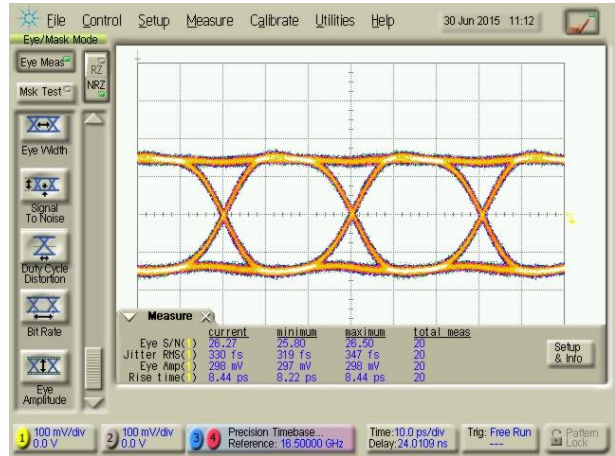 File Control Setup Measure Calibrate Utilities Help 30 Jun 2015 11:12
Eye/Mask Mode
Eye Meas
RZ
NRZ
Msk Test
Eye Width
Signal
To Noise
Duty Cycle
Distortion
Bit Rate
Eye
Amplitude
Measure
current minimum maximum total meas
Eye S/N(1) 26.27 25.80 26.50 20
Jitter RMS(1) 330 fs 319 fs 347 fs 20
Eye Amp(1) 298 mV 297 mV 298 mV 20
Rise time(1) 8.44 ps 8.22 ps 8.44 ps 20
Setup
& Info
1 100 mV/div
0.0 V
2 100 mV/div
0.0 V
3 4 Precision Timebase...
Reference: 16.50000 GHz
Time:10.0 ps/div
Delay:24.0109 ns
Trig: Free Run
---
Pattern
Lock